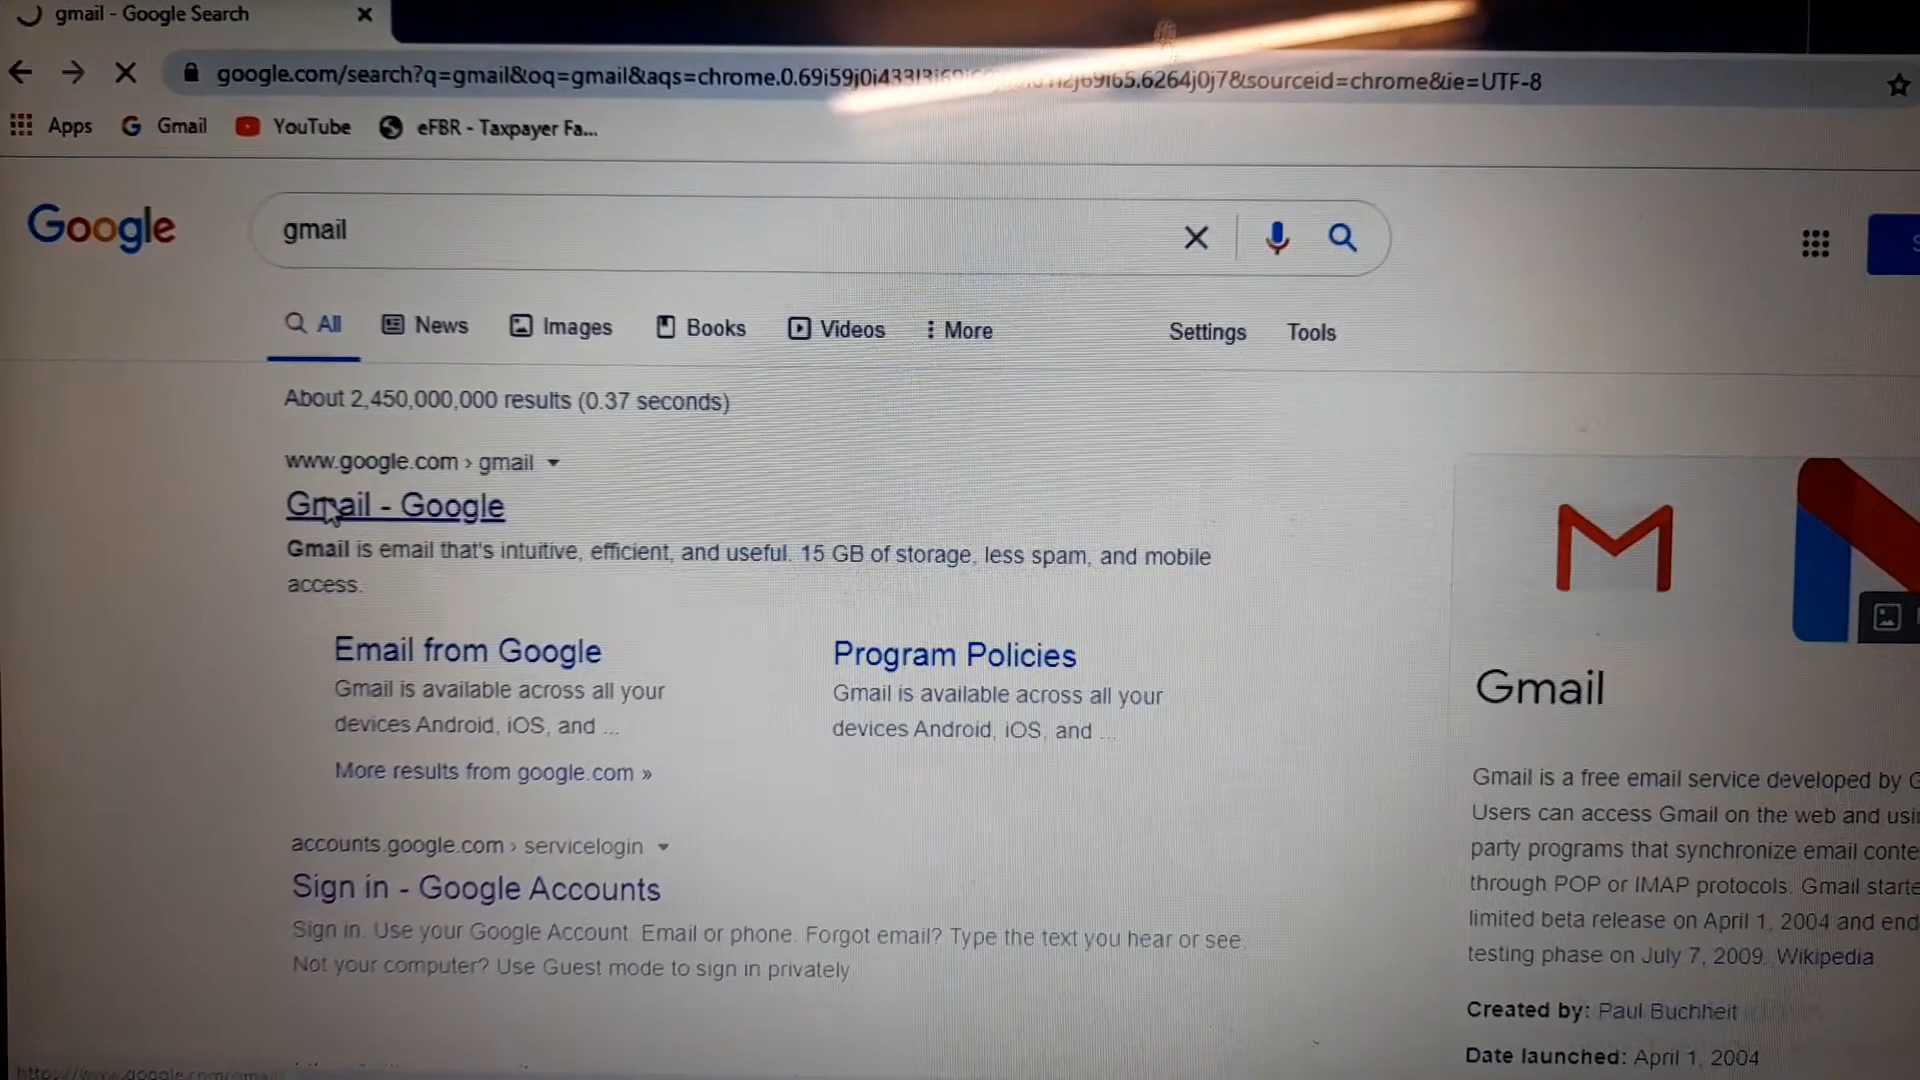 gmail - Google Search
google.com/search?q=gmail&oq=gmail&aqs=chrome.0.69i59j0i433l3j69i65.6264j0j7&sourceid=chrome&ie=UTF-8
Apps Gmail YouTube eFBR - Taxpayer Fa...
Google
gmail
All News Images Books Videos More Settings Tools
About 2,450,000,000 results (0.37 seconds)
www.google.com › gmail
Gmail - Google
Gmail is email that's intuitive, efficient, and useful. 15 GB of storage, less spam, and mobile
access.
Email from Google
Gmail is available across all your
devices Android, iOS, and ...
Program Policies
Gmail is available across all your
devices Android, iOS, and ...
More results from google.com »
accounts.google.com › servicelogin
Sign in - Google Accounts
Sign in. Use your Google Account. Email or phone. Forgot email? Type the text you hear or see.
Not your computer? Use Guest mode to sign in privately
Gmail
Gmail is a free email service developed by G
Users can access Gmail on the web and usi
party programs that synchronize email conte
through POP or IMAP protocols. Gmail starte
limited beta release on April 1, 2004 and end
testing phase on July 7, 2009. Wikipedia
Created by: Paul Buchheit
Date launched: April 1, 2004